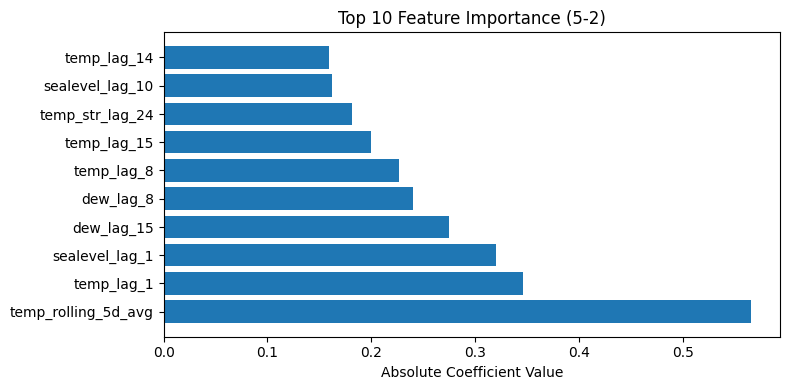 Top 10 Feature Importance (5-2)
temp_lag_14
sealevel_lag_10
temp_str_lag_24
temp_lag_15
temp_lag_8
dew_lag_8
dew_lag_15
sealevel_lag_1
temp_lag_1
temp_rolling_5d_avg
0.0 0.1 0.2 0.3 0.4 0.5
Absolute Coefficient Value